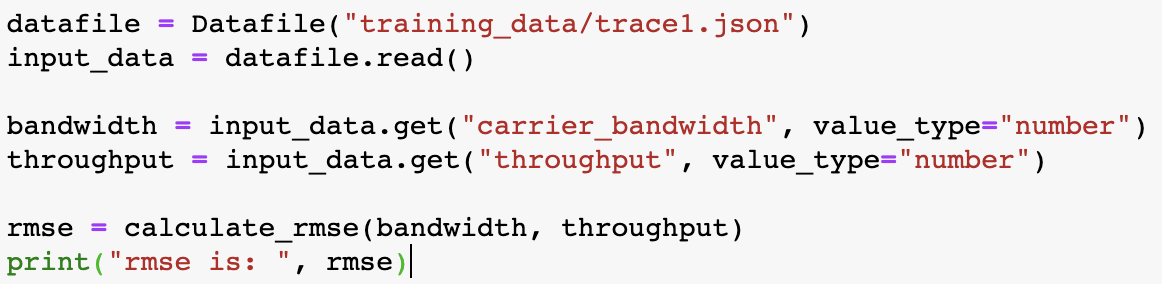 datafile = Datafile("training_data/trace1.json")
input_data = datafile.read()
bandwidth = input_data.get("carrier_bandwidth", value_type="number")
throughput = input_data.get("throughput", value_type="number")
rmse = calculate_rmse(bandwidth, throughput)
print("rmse is: ", rmse)